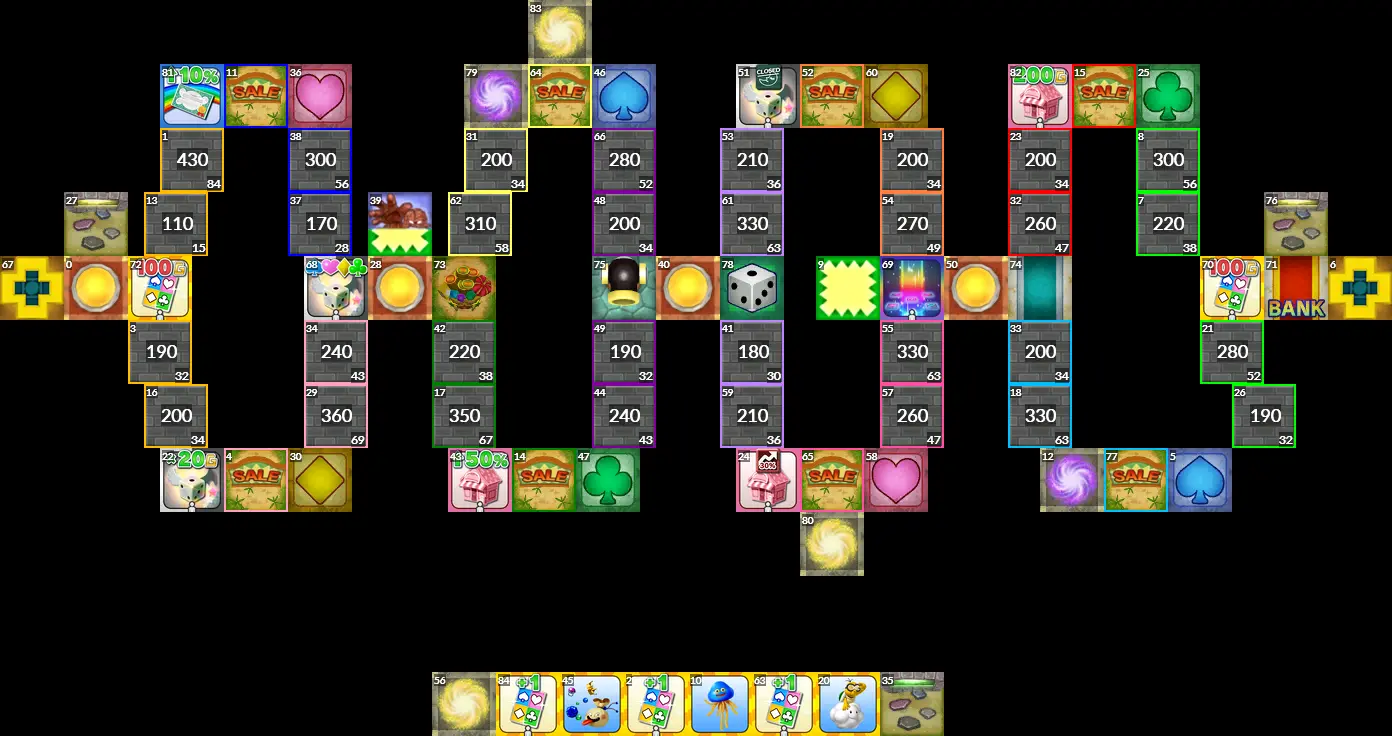 83
81 10% 11 SALE 36 79 64 SALE 46 51 CLOSED 52 SALE 60 82 200G 15 SALE 25
1 430 84 38 300 56 31 200 34 66 280 52 53 210 36 19 200 34 23 200 34 8 300 56
27 13 110 15 37 170 28 39 62 310 58 48 200 34 61 330 63 54 270 49 32 260 47 7 220 38 76
67 0 72 100G 68 28 73 75 40 78 9 69 50 74 70 100G 71 BANK 6
3 190 32 34 240 43 42 220 38 49 190 32 41 180 30 55 330 63 33 200 34 21 280 52
16 200 34 29 360 69 17 350 67 44 240 43 59 210 36 57 260 47 18 330 63 26 190 32
22 20G 4 SALE 30 43 50% 14 SALE 47 24 30% 65 SALE 58 12 77 SALE 5
80
56 84 +1 45 2 +1 10 63 +1 20 35